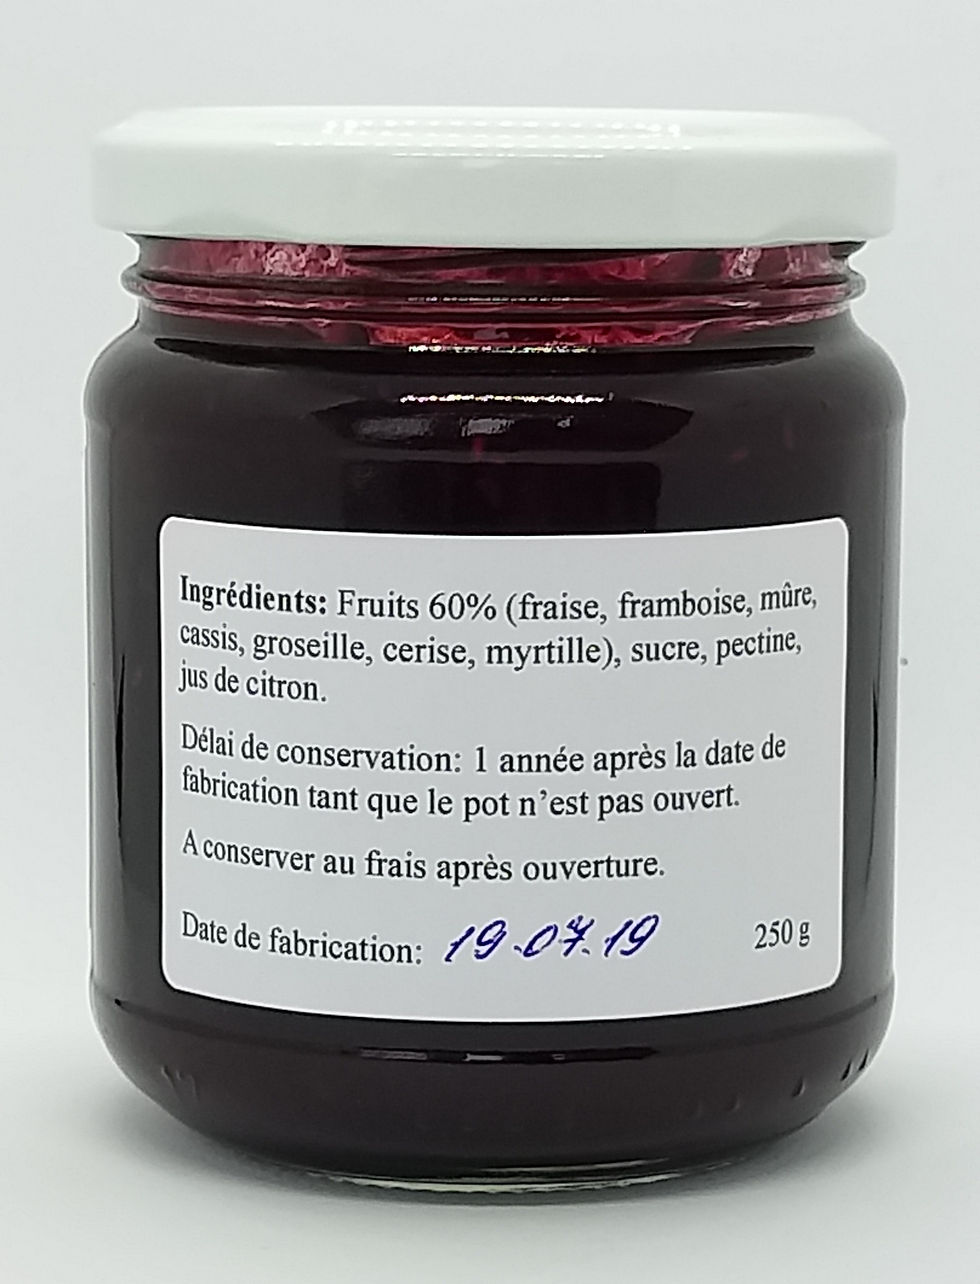 Ingrédients: Fruits 60% (fraise, framboise, mûre,
cassis, groseille, cerise, myrtille), sucre, pectine,
jus de citron.
Délai de conservation: 1 année après la date de
fabrication tant que le pot n’est pas ouvert.
A conserver au frais après ouverture.
Date de fabrication: 19.07.19 250 g